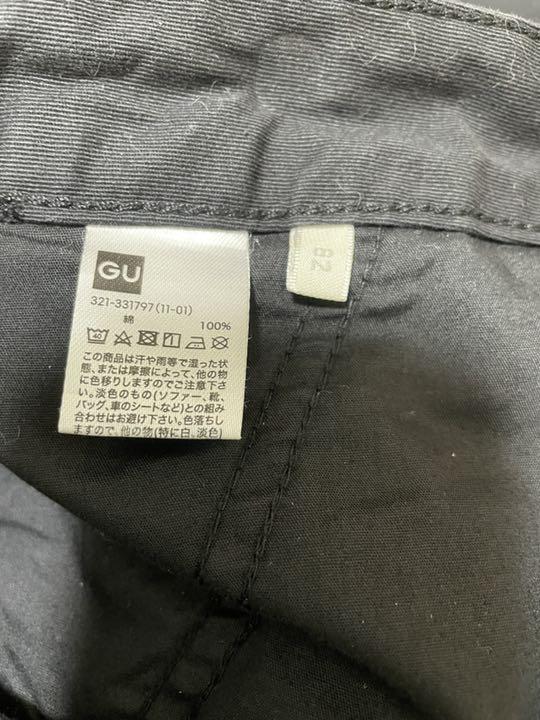 GU
321-331797(11-01)
綿 100%
40
この商品は汗や雨等で湿った状
態、または摩擦によって、他の物
に色移りしますのでご注意下さ
い。淡色のもの(ソファー、靴、
バッグ、車のシートなど)との組み
合わせはお避け下さい。色落ちし
ますので、他の物(特に白、淡色)
82